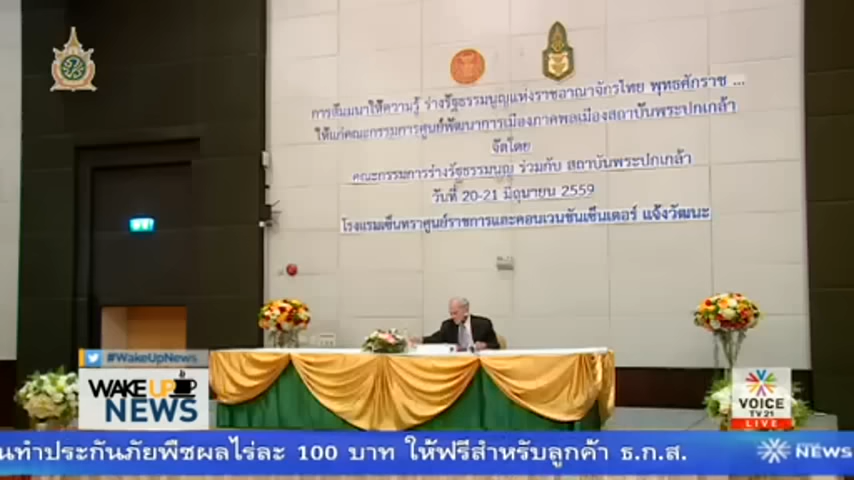 การสัมมนาให้ความรู้ ร่างรัฐธรรมนูญแห่งราชอาณาจักรไทย พุทธศักราช ...
ให้แก่คณะกรรมการศูนย์พัฒนาการเมืองภาคพลเมืองสถาบันพระปกเกล้า
จัดโดย
คณะกรรมการร่างรัฐธรรมนูญ ร่วมกับ สถาบันพระปกเกล้า
วันที่ 20-21 มิถุนายน 2559
โรงแรมเซ็นทราศูนย์ราชการและคอนเวนชันเซ็นเตอร์ แจ้งวัฒนะ
#WakeUpNews
WAKE UP
NEWS
VOICE
TV 21
LIVE
นทำประกันภัยพืชผลไร่ละ 100 บาท ให้ฟรีสำหรับลูกค้า ธ.ก.ส.
NEWS